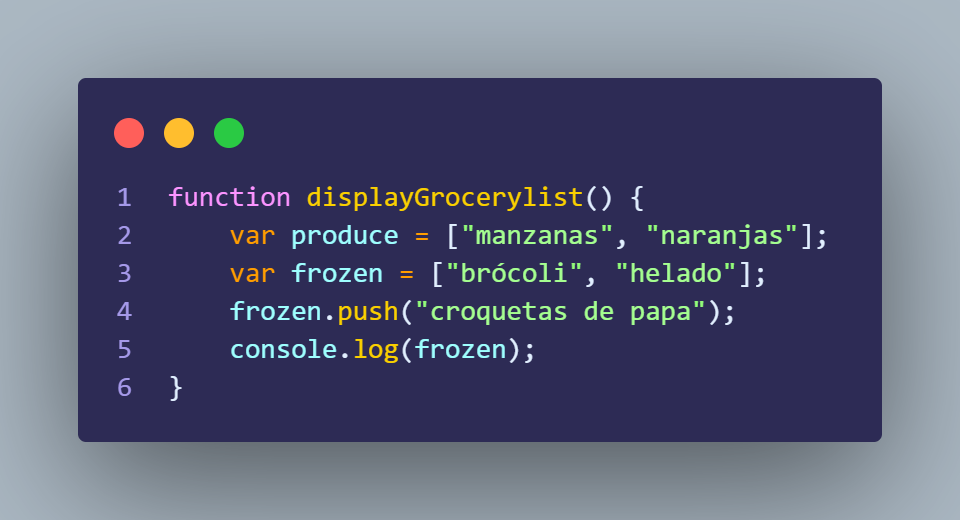 1 function displayGrocerylist() {
2     var produce = ["manzanas", "naranjas"];
3     var frozen = ["brócoli", "helado"];
4     frozen.push("croquetas de papa");
5     console.log(frozen);
6 }